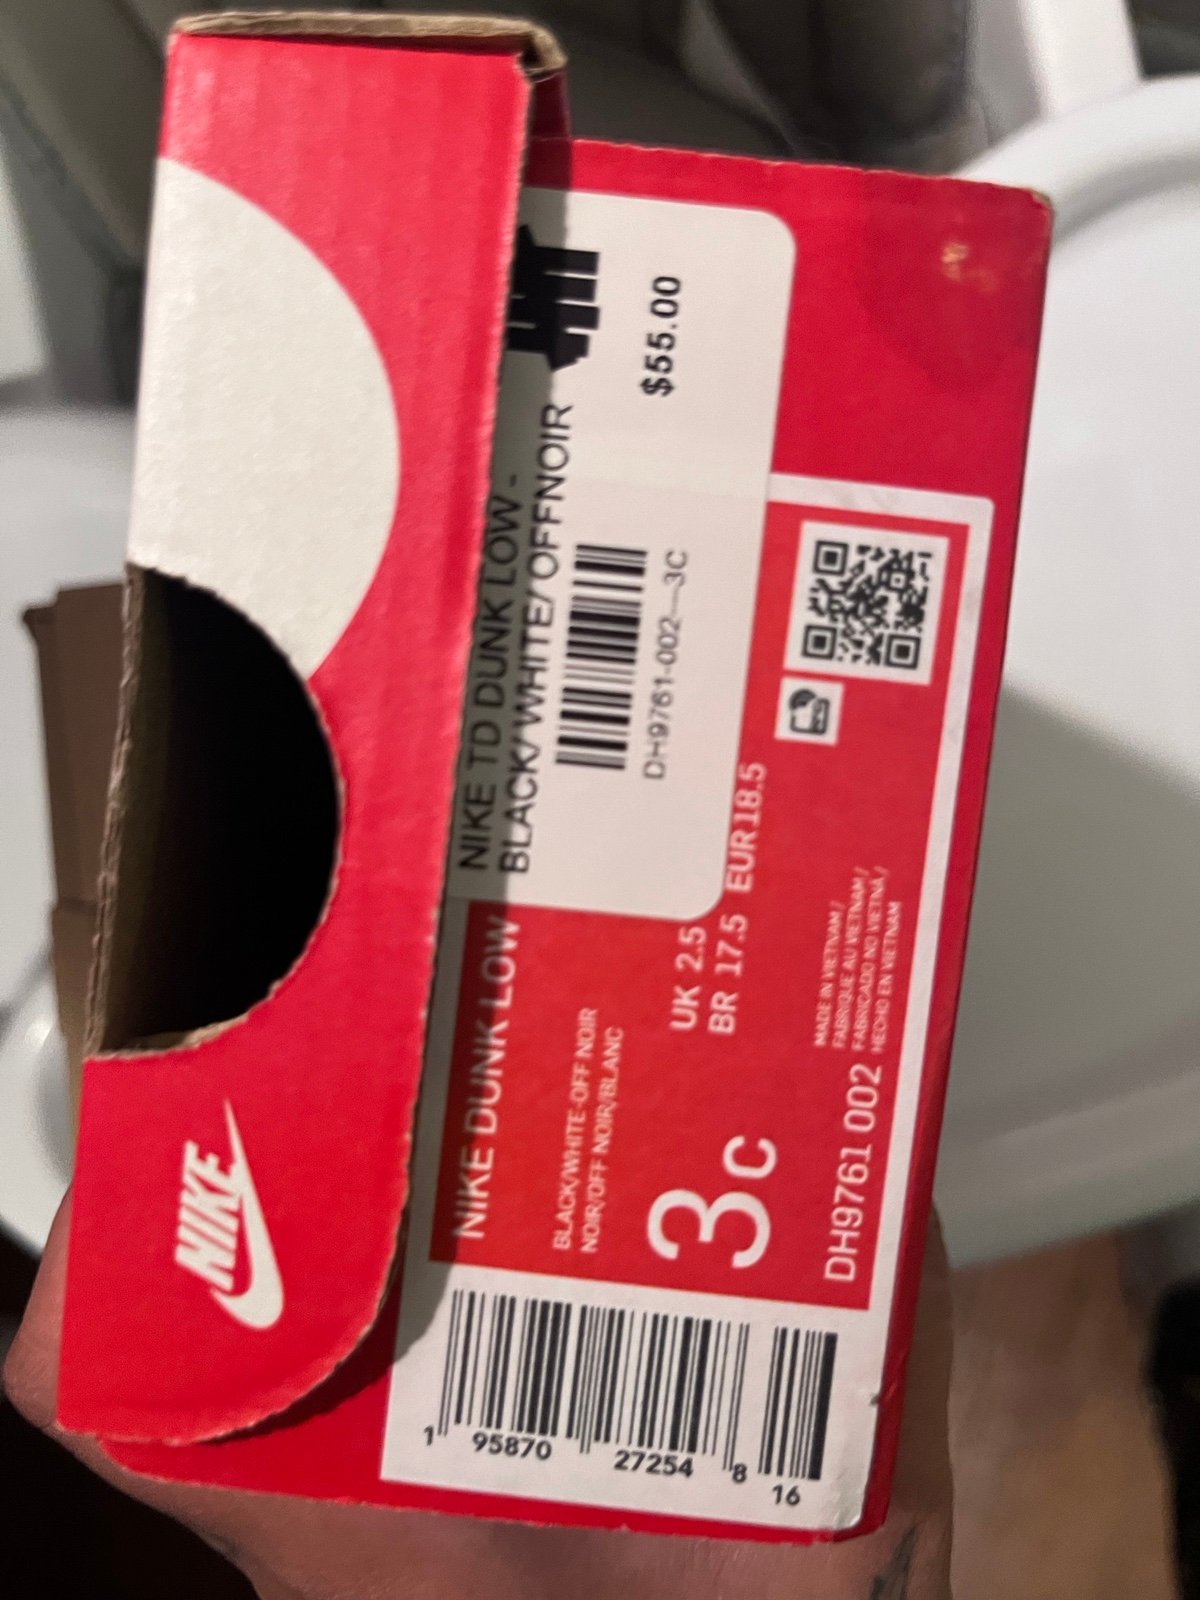 NIKE
$55.00
NIKE TD DUNK LOW -
BLACK/ WHITE/ OFFNOIR
DH9761-002---3C
NIKE DUNK LOW
BLACK/WHITE-OFF NOIR
NOIR/OFF NOIR/BLANC
3C
UK 2.5
BR 17.5 EUR 18.5
DH9761 002
MADE IN VIETNAM /
FABRIQUE AU VIETNAM /
FABRICADO NO VIETNÃ /
HECHO EN VIETNAM
1 95870 27254 8
16